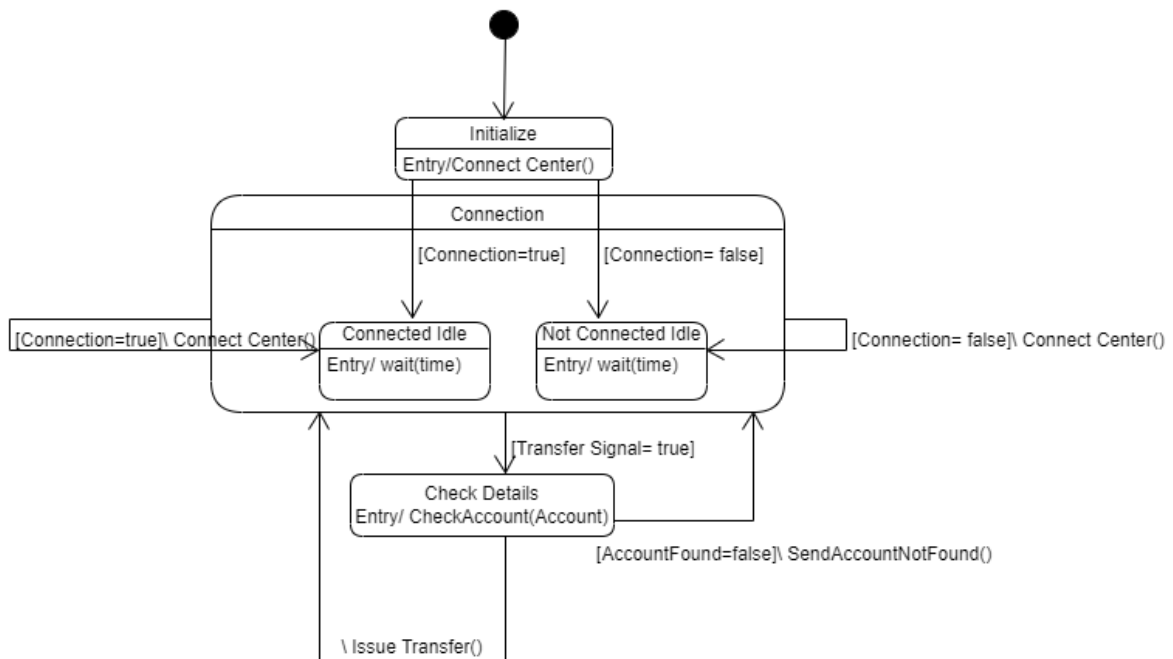 Initialize
Entry/Connect Center()
Connection
[Connection=true]
[Connection= false]
[Connection=true]\ Connect Center()
Connected Idle
Entry/ wait(time)
Not Connected Idle
Entry/ wait(time)
[Connection= false]\ Connect Center()
[Transfer Signal= true]
Check Details
Entry/ CheckAccount(Account)
[AccountFound=false]\ SendAccountNotFound()
\ Issue Transfer()